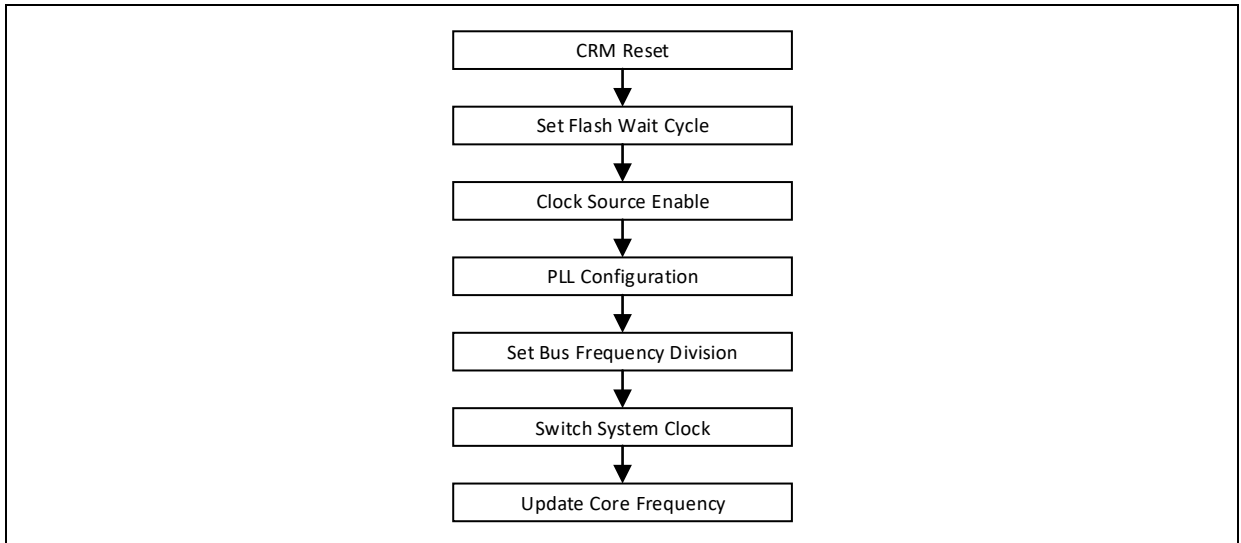 CRM Reset
Set Flash Wait Cycle
Clock Source Enable
PLL Configuration
Set Bus Frequency Division
Switch System Clock
Update Core Frequency